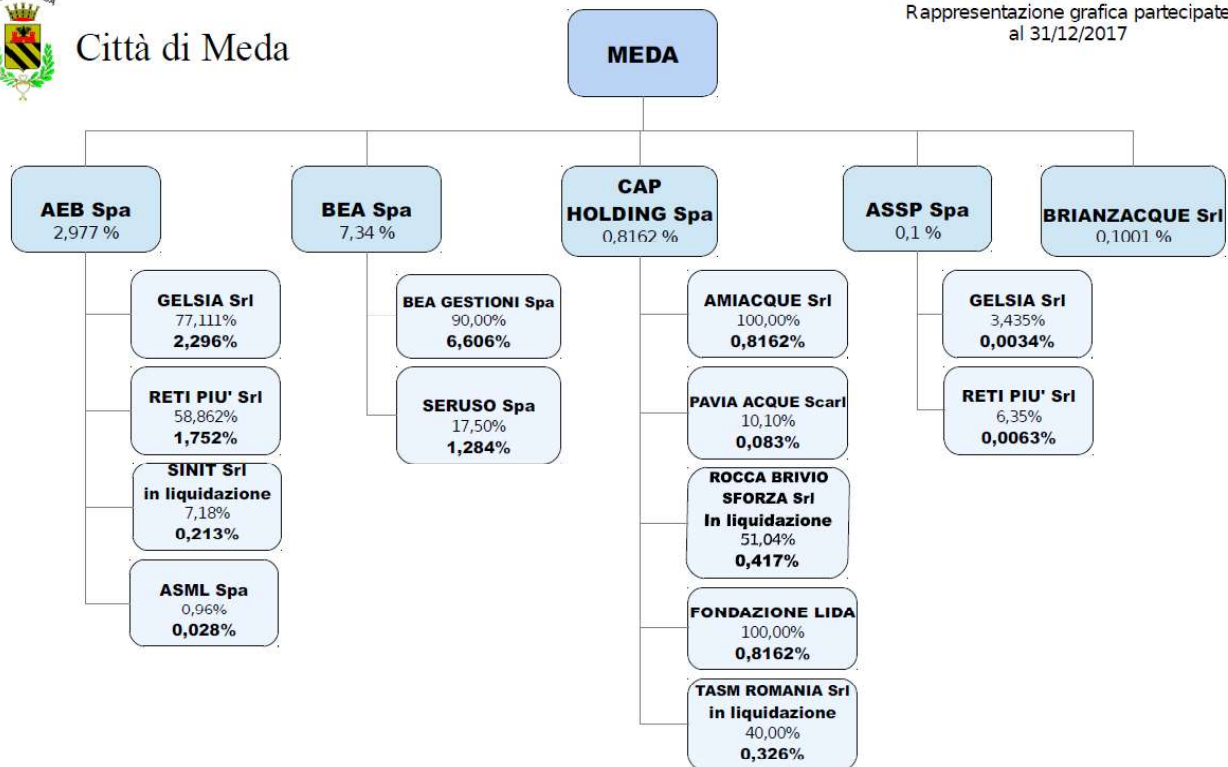 Città di Meda
Rappresentazione grafica partecipate
al 31/12/2017
MEDA
AEB Spa
2,977 %
BEA Spa
7,34 %
CAP
HOLDING Spa
0,8162 %
ASSP Spa
0,1 %
BRIANZACQUE Srl
0,1001 %
GELSIA Srl
77,111%
2,296%
RETI PIU' Srl
58,862%
1,752%
SINIT Srl
in liquidazione
7,18%
0,213%
ASML Spa
0,96%
0,028%
BEA GESTIONI Spa
90,00%
6,606%
SERUSO Spa
17,50%
1,284%
AMIACQUE Srl
100,00%
0,8162%
PAVIA ACQUE Scarl
10,10%
0,083%
ROCCA BRIVIO
SFORZA Srl
In liquidazione
51,04%
0,417%
FONDAZIONE LIDA
100,00%
0,8162%
TASM ROMANIA Srl
in liquidazione
40,00%
0,326%
GELSIA Srl
3,435%
0,0034%
RETI PIU' Srl
6,35%
0,0063%